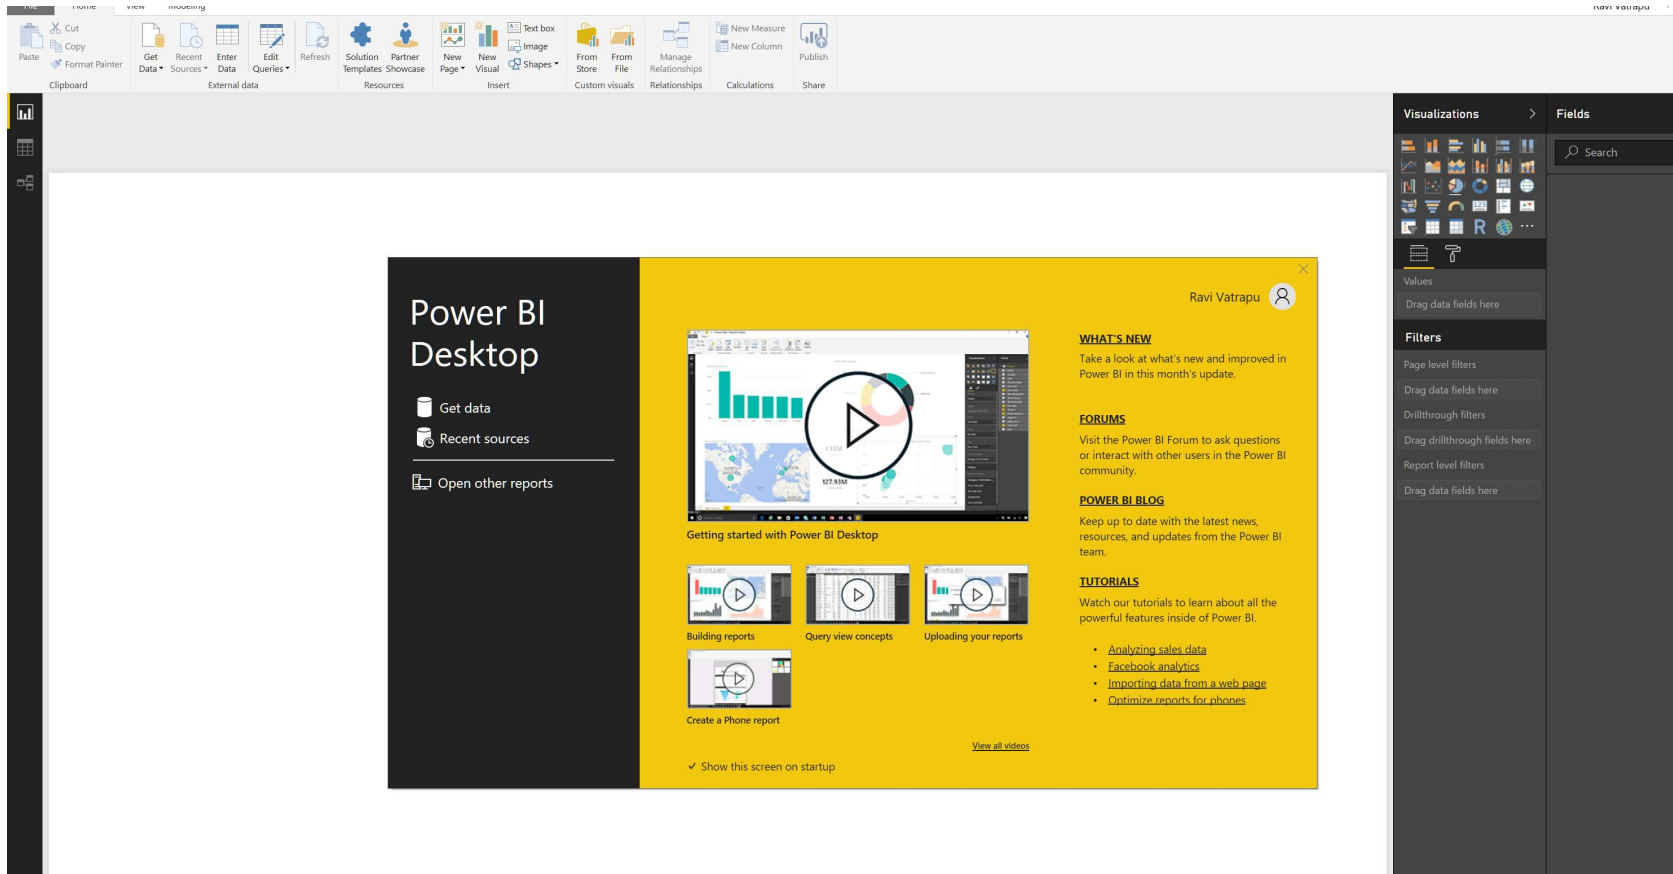 File Home View Modeling
Ravi Vatrapu
Cut
Copy
Format Painter
Paste
Clipboard
Get Data
Recent Sources
Enter Data
Edit Queries
Refresh
External data
Solution Templates
Partner Showcase
Resources
New Page
New Visual
Text box
Image
Shapes
Insert
From Store
From File
Custom visuals
Manage Relationships
Relationships
New Measure
New Column
Calculations
Publish
Share
Visualizations
Fields
Search
Values
Drag data fields here
Filters
Page level filters
Drag data fields here
Drillthrough filters
Drag drillthrough fields here
Report level filters
Drag data fields here
Power BI
Desktop
Get data
Recent sources
Open other reports
Ravi Vatrapu
127.93M
Getting started with Power BI Desktop
Building reports
Query view concepts
Uploading your reports
Create a Phone report
View all videos
Show this screen on startup
WHAT'S NEW
Take a look at what's new and improved in
Power BI in this month's update.
FORUMS
Visit the Power BI Forum to ask questions
or interact with other users in the Power BI
community.
POWER BI BLOG
Keep up to date with the latest news,
resources, and updates from the Power BI
team.
TUTORIALS
Watch our tutorials to learn about all the
powerful features inside of Power BI.
• Analyzing sales data
• Facebook analytics
• Importing data from a web page
• Optimize reports for phones